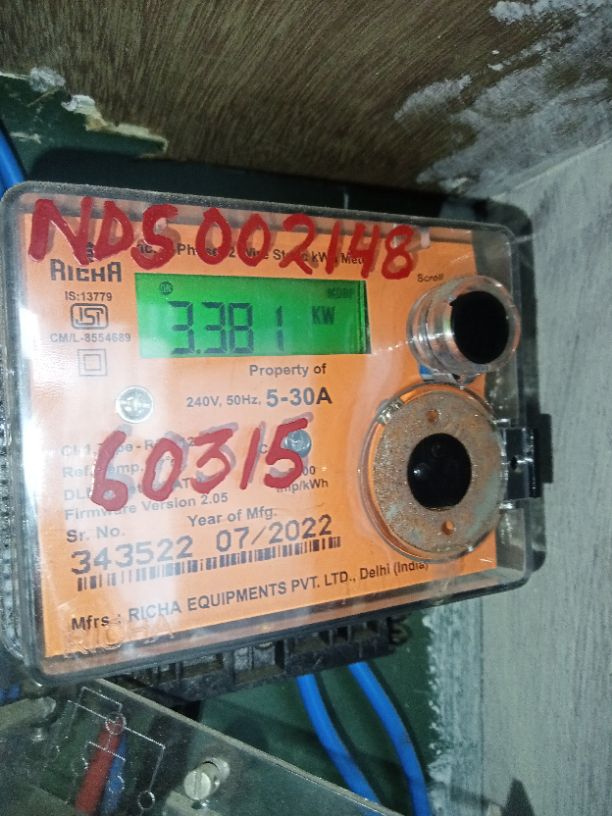 NDS002148
RICHA
IS:13779
CM/L-8554689
Scroll
3.381 KW
Property of
240V, 50Hz, 5-30A
60315
Imp/kWh
Firmware Version 2.05
Sr. No. Year of Mfg.
343522 07/2022
Mfrs : RICHA EQUIPMENTS PVT. LTD., Delhi (India)
RICHA